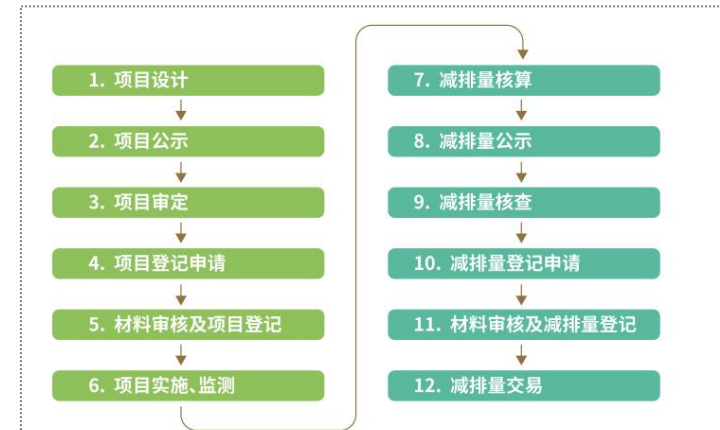 1. 项目设计
2. 项目公示
3. 项目审定
4. 项目登记申请
5. 材料审核及项目登记
6. 项目实施、监测
7. 减排量核算
8. 减排量公示
9. 减排量核查
10. 减排量登记申请
11. 材料审核及减排量登记
12. 减排量交易